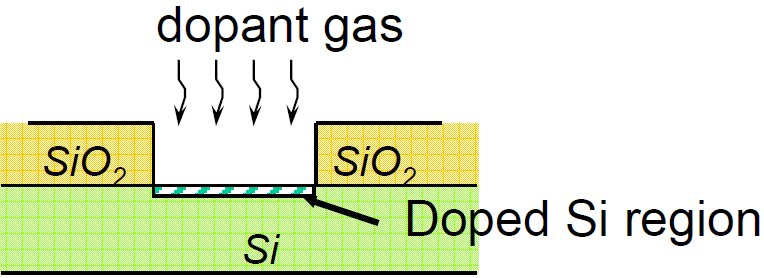 dopant gas
SiO₂
SiO₂
Doped Si region
Si